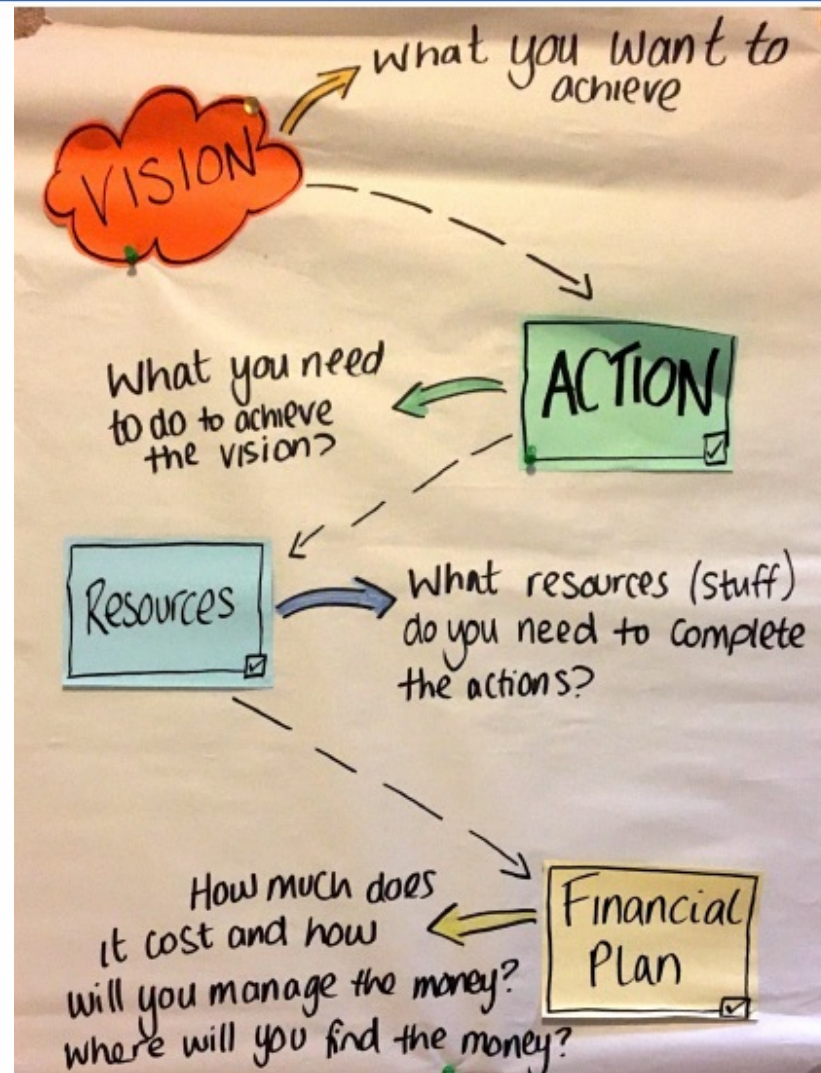 VISION
What you want to
achieve
ACTION
What you need
to do to achieve
the vision?
Resources
What resources (stuff)
do you need to complete
the actions?
Financial
Plan
How much does
it cost and how
will you manage the money?
where will you find the money?